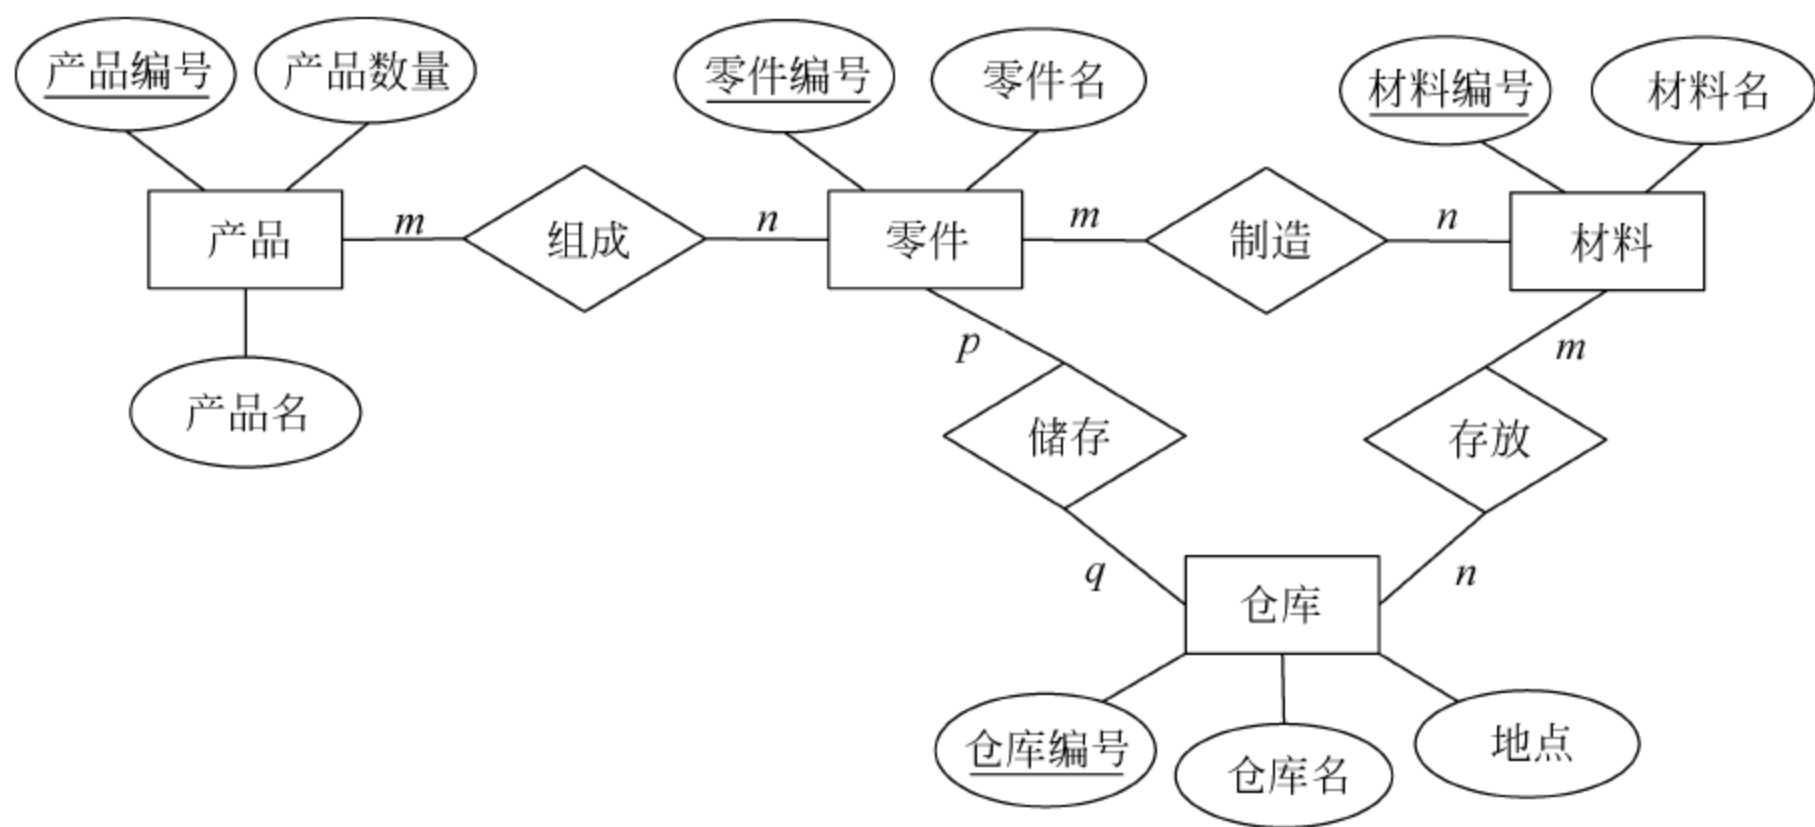 产品编号 产品数量 零件编号 零件名 材料编号 材料名
产品 m 组成 n 零件 m 制造 n 材料
p m
产品名 储存 存放
q n
仓库
仓库编号 仓库名 地点